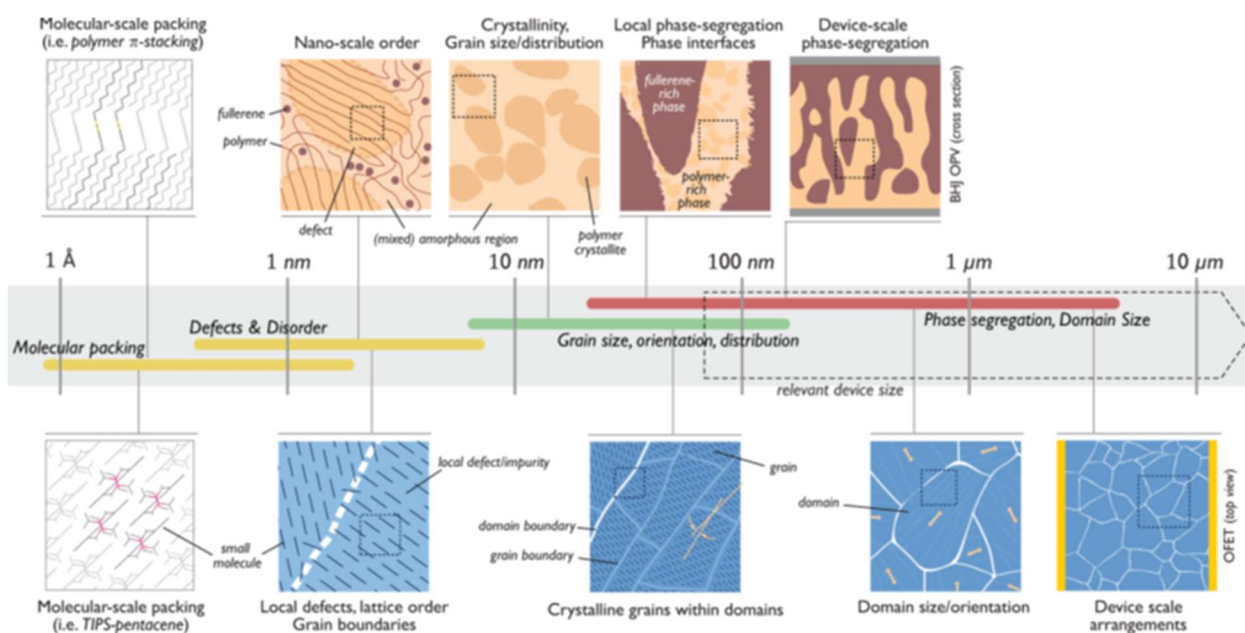 Molecular-scale packing
(i.e. polymer π-stacking)
Nano-scale order
Crystallinity,
Grain size/distribution
Local phase-segregation
Phase interfaces
Device-scale
phase-segregation
fullerene
polymer
defect
(mixed) amorphous region
polymer
crystallite
fullerene-
rich
phase
polymer-
rich
phase
BHJ OPV (cross section)
1 Å
1 nm
10 nm
100 nm
1 μm
10 μm
Defects & Disorder
Molecular packing
Grain size, orientation, distribution
Phase segregation, Domain Size
relevant device size
small
molecule
local defect/impurity
domain boundary
grain boundary
grain
domain
OFET (top view)
Molecular-scale packing
(i.e. TIPS-pentacene)
Local defects, lattice order
Grain boundaries
Crystalline grains within domains
Domain size/orientation
Device scale
arrangements